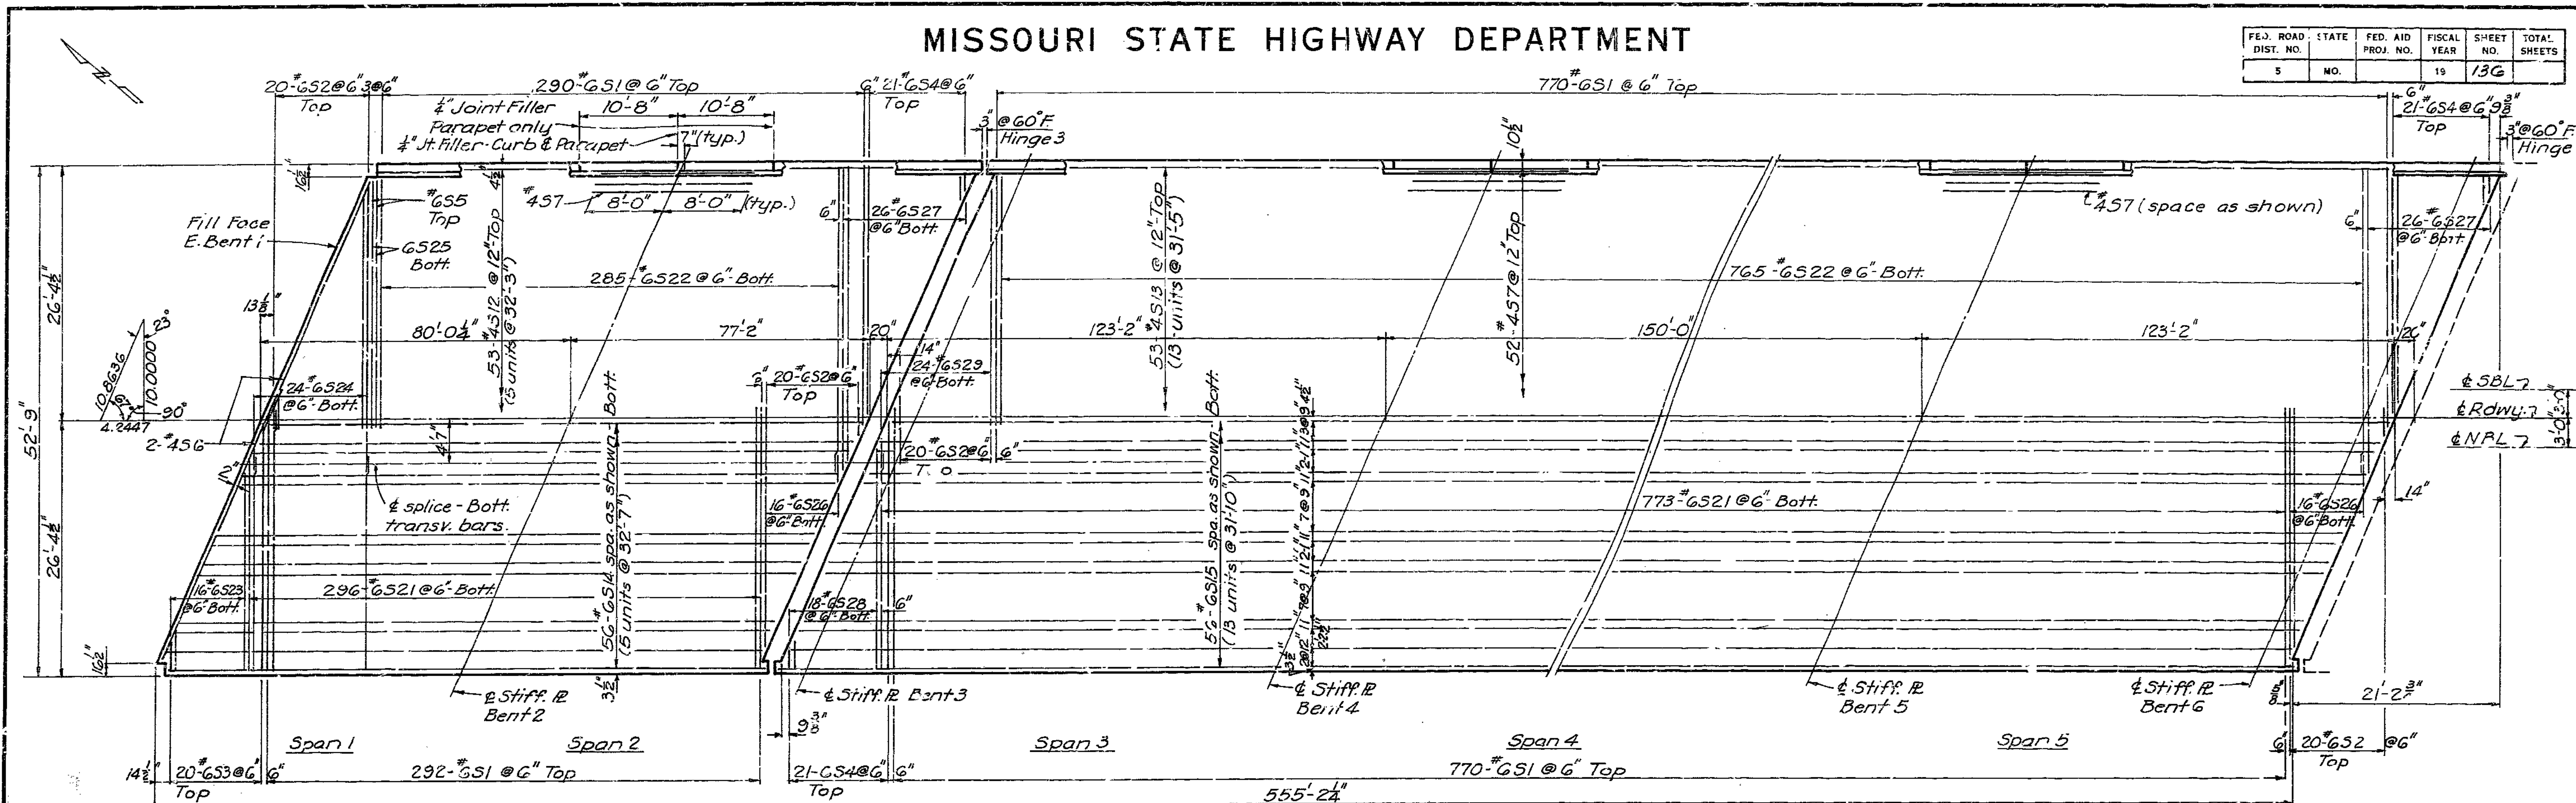 MISSOURI STATE HIGHWAY DEPARTMENT
FED. ROAD DIST. NO. STATE FED. AID PROJ. NO. FISCAL YEAR SHEET NO. TOTAL SHEETS
5 MO. 19 136
N
20-#6S2@6" Top
3@6"
290-#6S1@6" Top
6"
21-#6S4@6" Top
770-#6S1 @ 6" Top
6"
21-#6S4@6" Top
9 3/8"
3"@60°F. Hinge
1/4" Joint Filler Parapet only
10'-8"
10'-8"
1/4" Jt. Filler-Curb & Parapet
7" (typ.)
3" @60°F. Hinge 3
10 1/2"
16 1/2"
4 1/2"
#6S5 Top
#4S7
8'-0"
8'-0"
(typ.)
6"
26-#6S27 @6" Bott.
#4S7 (space as shown)
6"
26-#6S27 @6"-Bott.
Fill Face E. Bent 1
6S25 Bott.
53-#4S12 @12" Top (5 units @ 32'-3")
285-#6S22 @ 6"-Bott.
53-#4S13 @ 12"-Top (13-units @ 31'-5")
52-#4S7@12" Top
765-#6S22 @ 6"-Bott.
26'-4 1/2"
52'-9"
26'-4 1/2"
13 1/8"
80'-0 1/4"
77'-2"
20"
14"
123'-2"
150'-0"
123'-2"
20"
23°
10.8636
10.0000
67°
90°
4.2447
24-#6S24 @6"-Bott.
20-#6S2@6" Top
24-#6S29 @6"-Bott.
℄ SBL
℄ Rdwy.
℄ NBL
3'-0"
3'-0"
2-#4S6
4'-7"
12"
℄ splice-Bott. transv. bars.
56-#6S14 spa. as shown-Bott. (5 units @ 32'-7")
16-#6S26 @6"-Bott.
20-#6S2@6"
6"
56-#6S15 spa. as shown-Bott. (13 units @ 31'-10")
773-#6S21 @6"-Bott.
16-#6S26 @6"Bott.
14"
16-#6S23 @6"-Bott.
296-#6S21@6"-Bott.
18-#6S28 @6"-Bott.
6"
16 1/2"
3 1/2"
3 1/2"
℄ Stiff. ℙ Bent 2
℄ Stiff. ℙ Bent 3
℄ Stiff. ℙ Bent 4
℄ Stiff. ℙ Bent 5
℄ Stiff. ℙ Bent 6
21'-2 3/4"
9 3/8"
Span 1
Span 2
Span 3
Span 4
Span 5
14 1/2"
20-#6S3@6" Top
6"
292-#6S1 @ 6" Top
21-6S4@6" Top
6"
770-#6S1 @ 6" Top
6"
20-#6S2 @6" Top
555'-2 1/4"